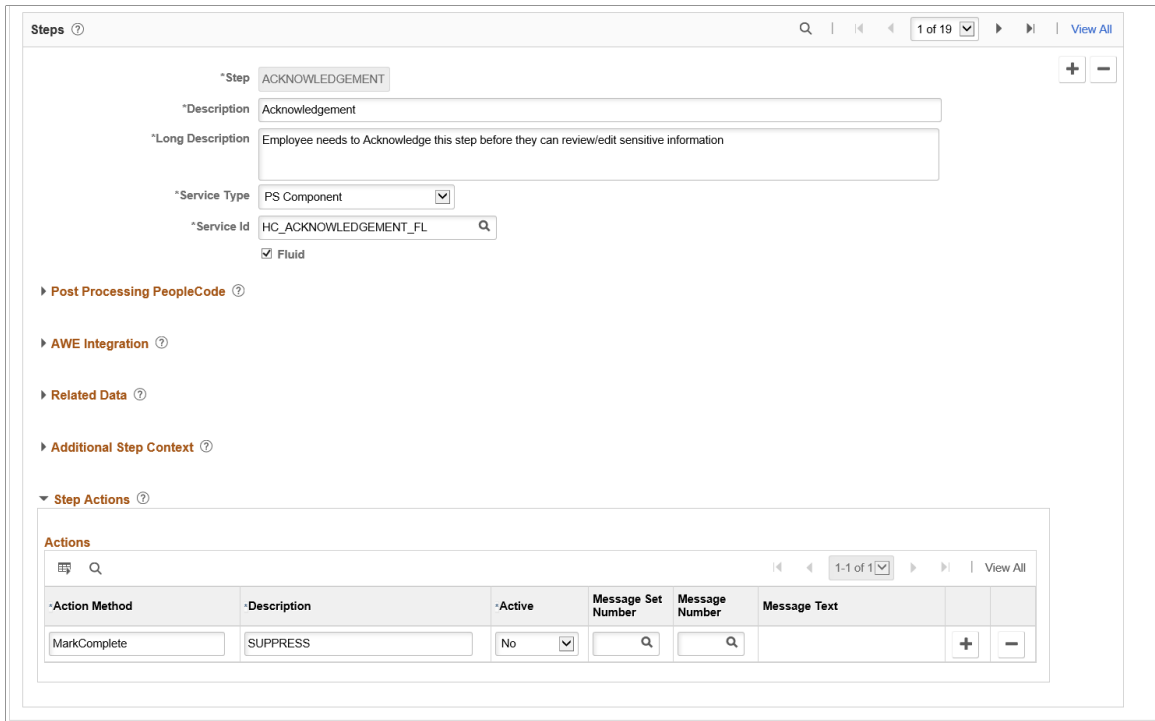 Steps ?
1 of 19 | View All
*Step ACKNOWLEDGEMENT
*Description Acknowledgement
*Long Description Employee needs to Acknowledge this step before they can review/edit sensitive information
*Service Type PS Component
*Service Id HC_ACKNOWLEDGEMENT_FL
Fluid
Post Processing PeopleCode ?
AWE Integration ?
Related Data ?
Additional Step Context ?
Step Actions ?
Actions
1-1 of 1 | View All
*Action Method *Description *Active Message Set Number Message Number Message Text
MarkComplete SUPPRESS No